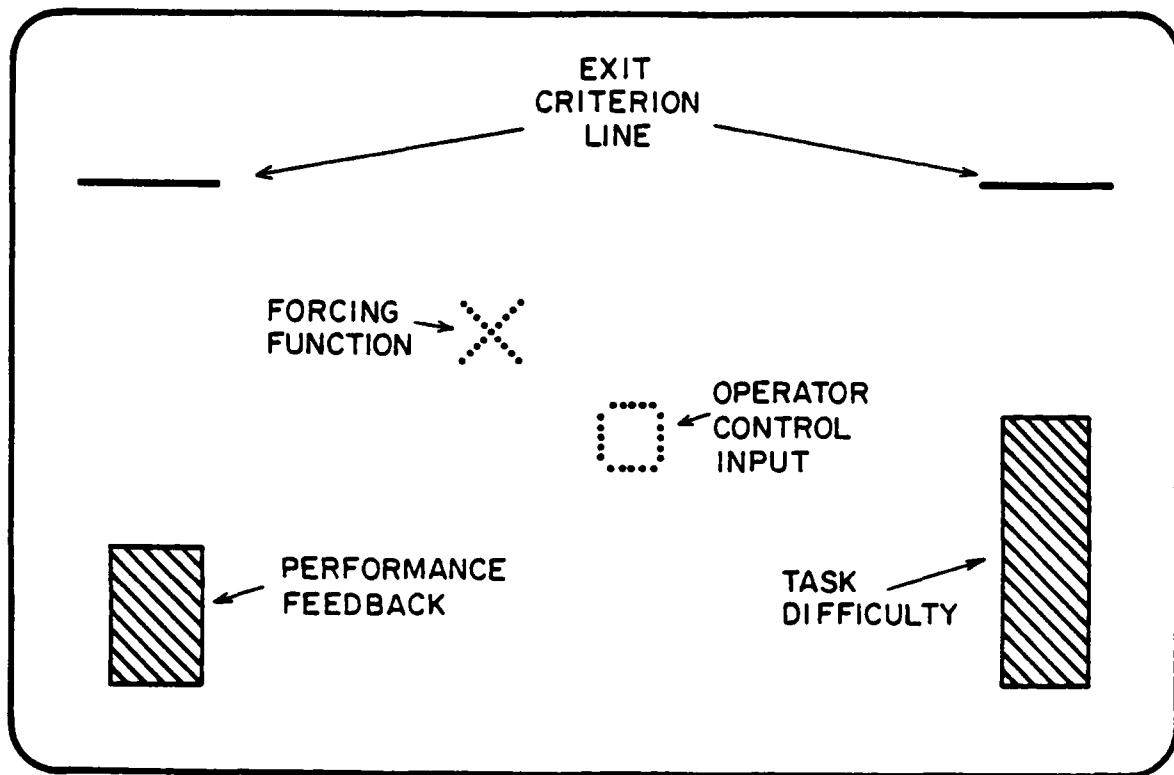 EXIT
CRITERION
LINE
FORCING
FUNCTION
OPERATOR
CONTROL
INPUT
PERFORMANCE
FEEDBACK
TASK
DIFFICULTY